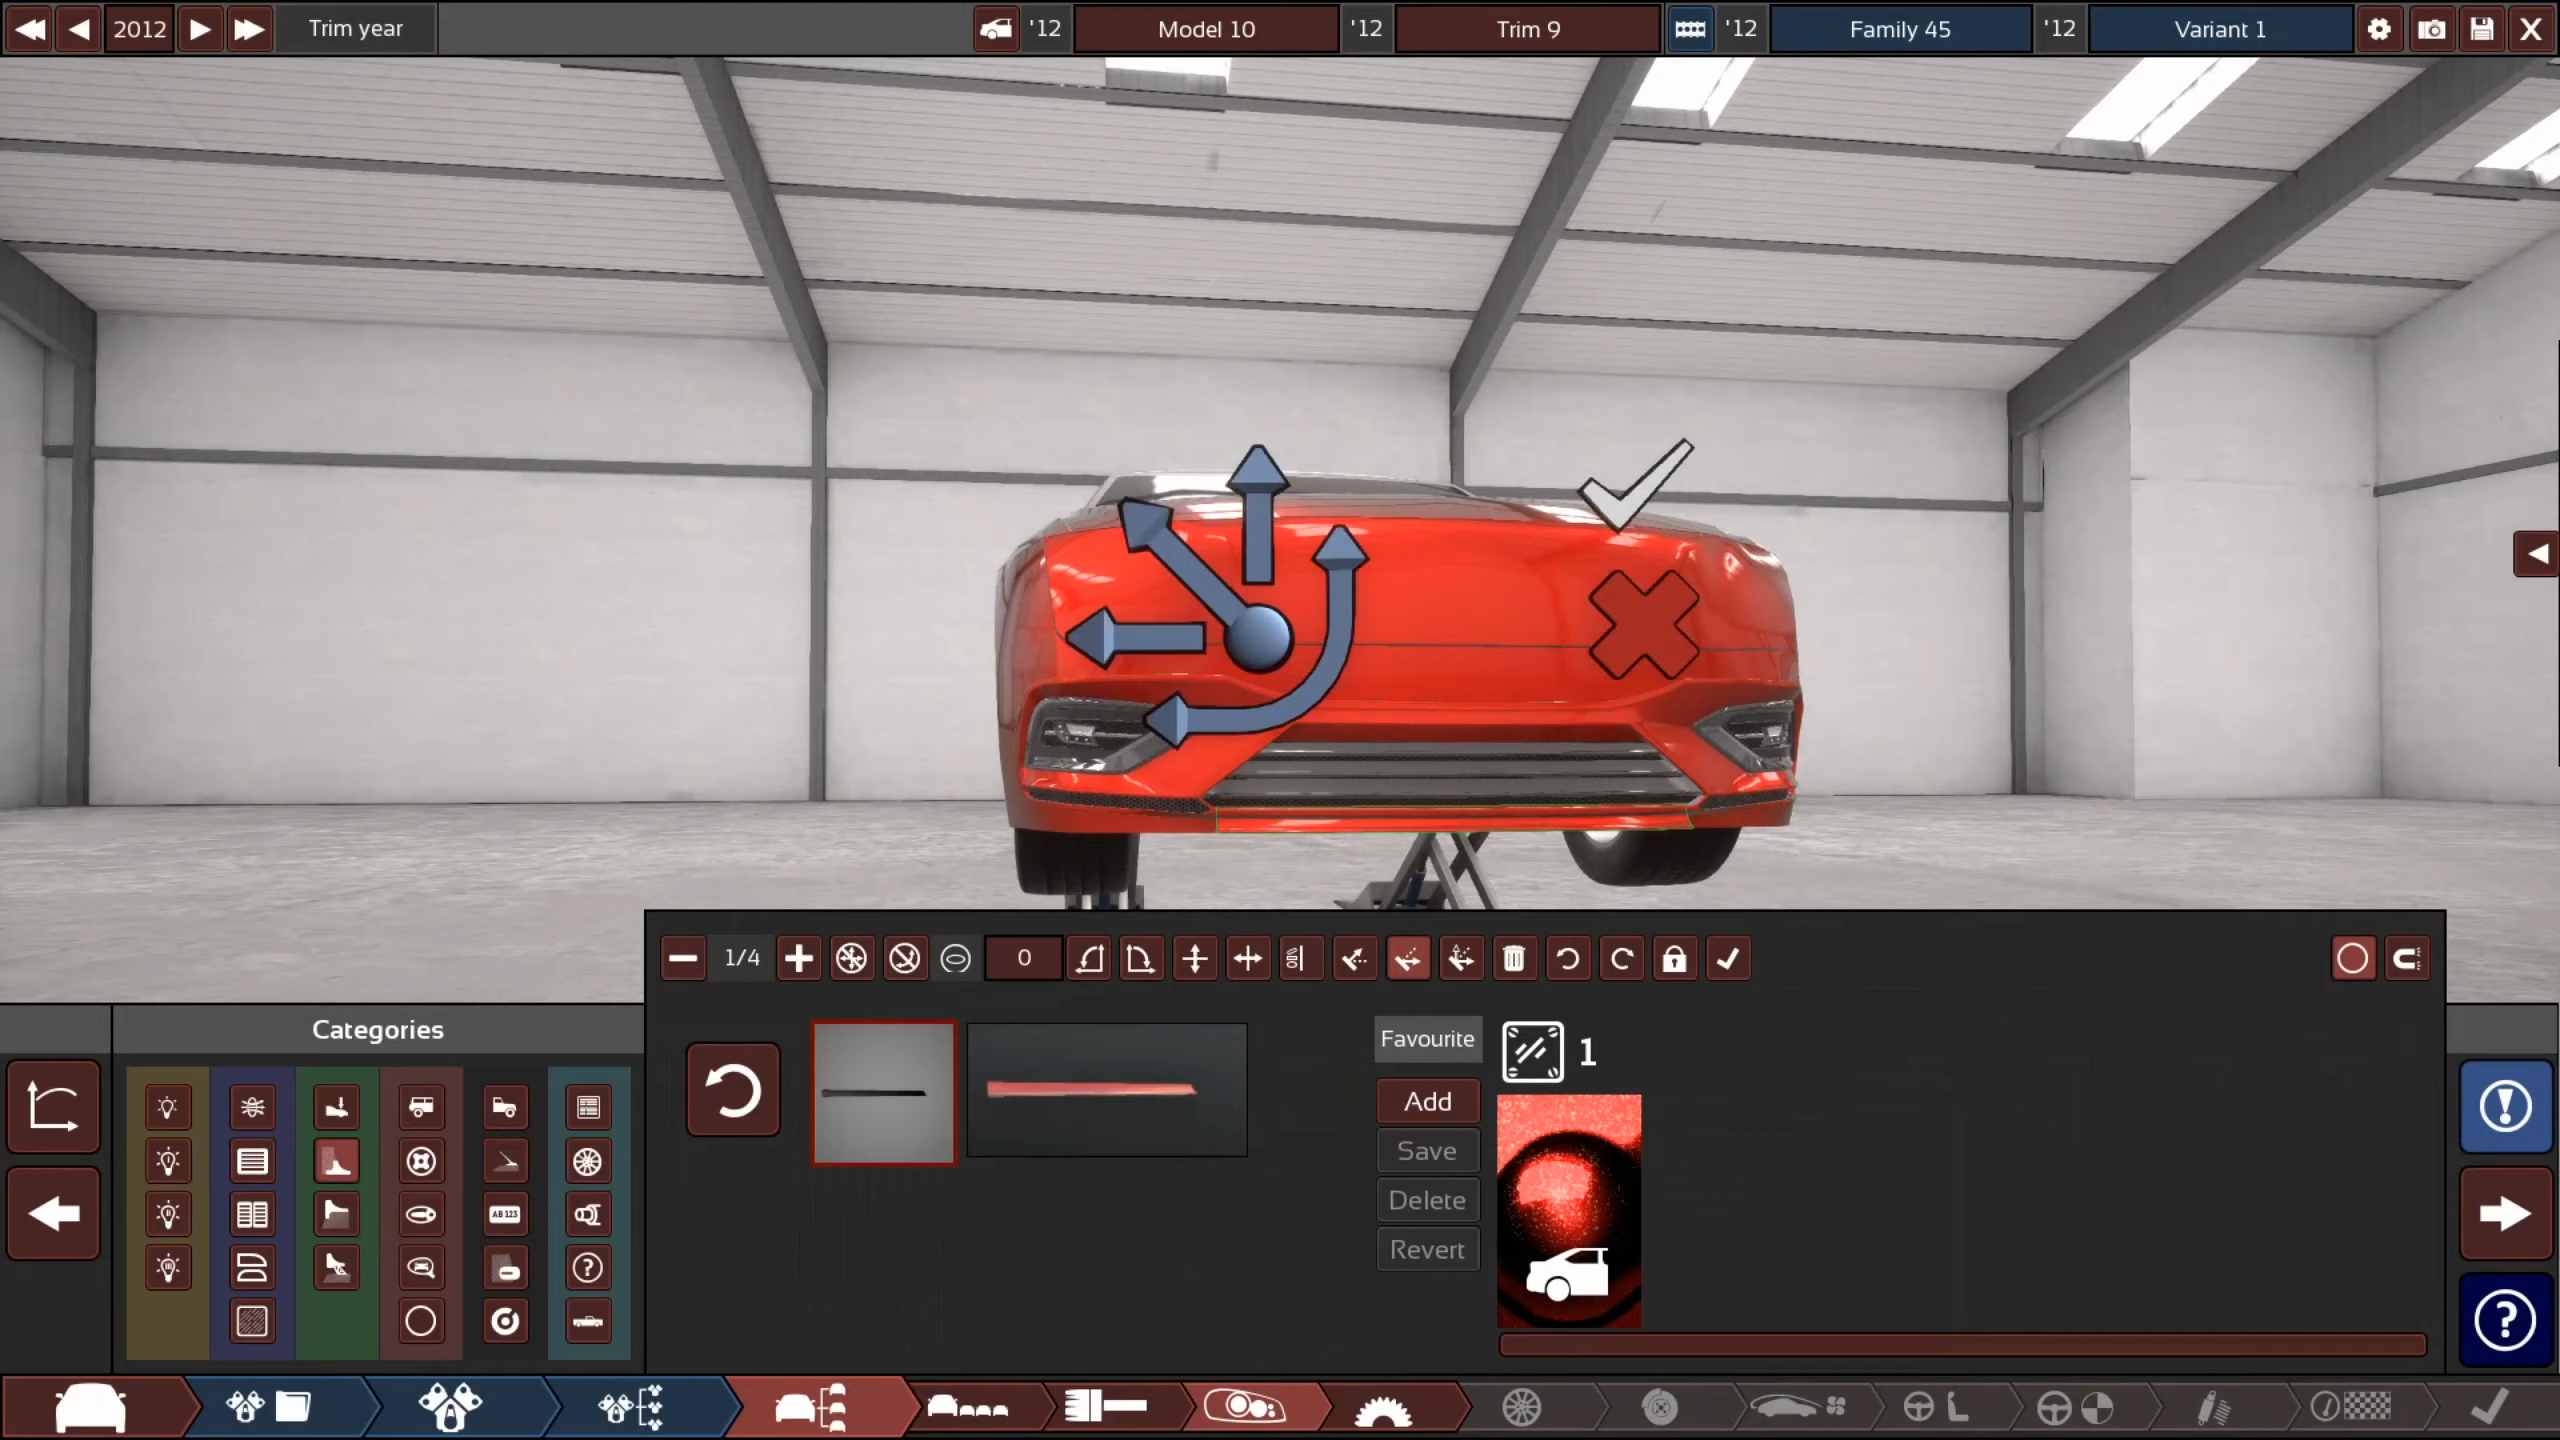 2012
Trim year
'12
Model 10
'12
Trim 9
'12
Family 45
'12
Variant 1
1/4
0
Categories
Favourite
1
Add
Save
Delete
Revert
AB 123